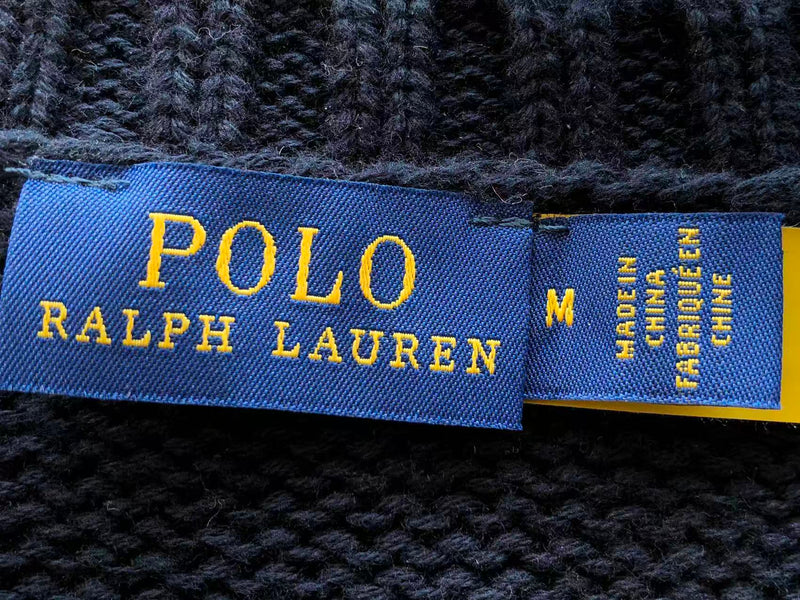 POLO
RALPH LAUREN
M
MADE IN
CHINA
FABRIQUÉ EN
CHINE